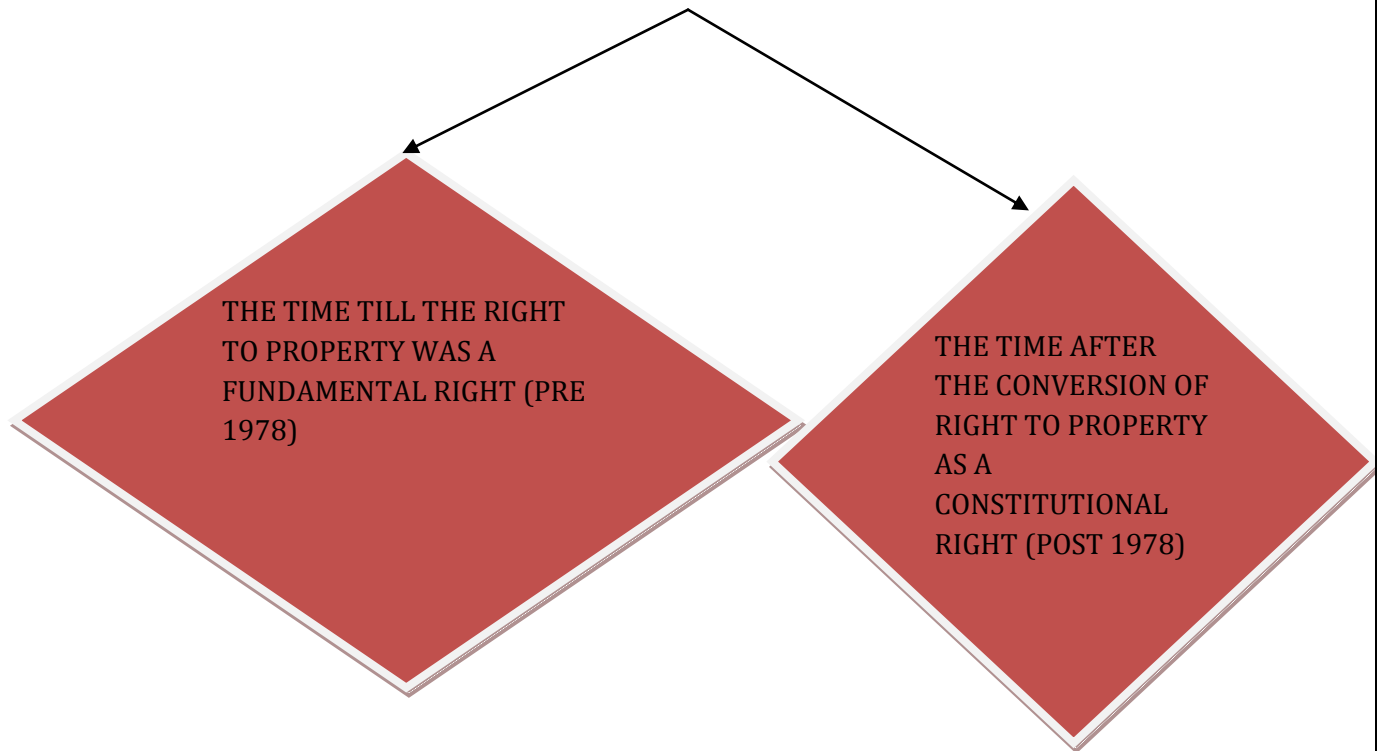 THE TIME TILL THE RIGHT
TO PROPERTY WAS A
FUNDAMENTAL RIGHT (PRE
1978)
THE TIME AFTER
THE CONVERSION OF
RIGHT TO PROPERTY
AS A
CONSTITUTIONAL
RIGHT (POST 1978)